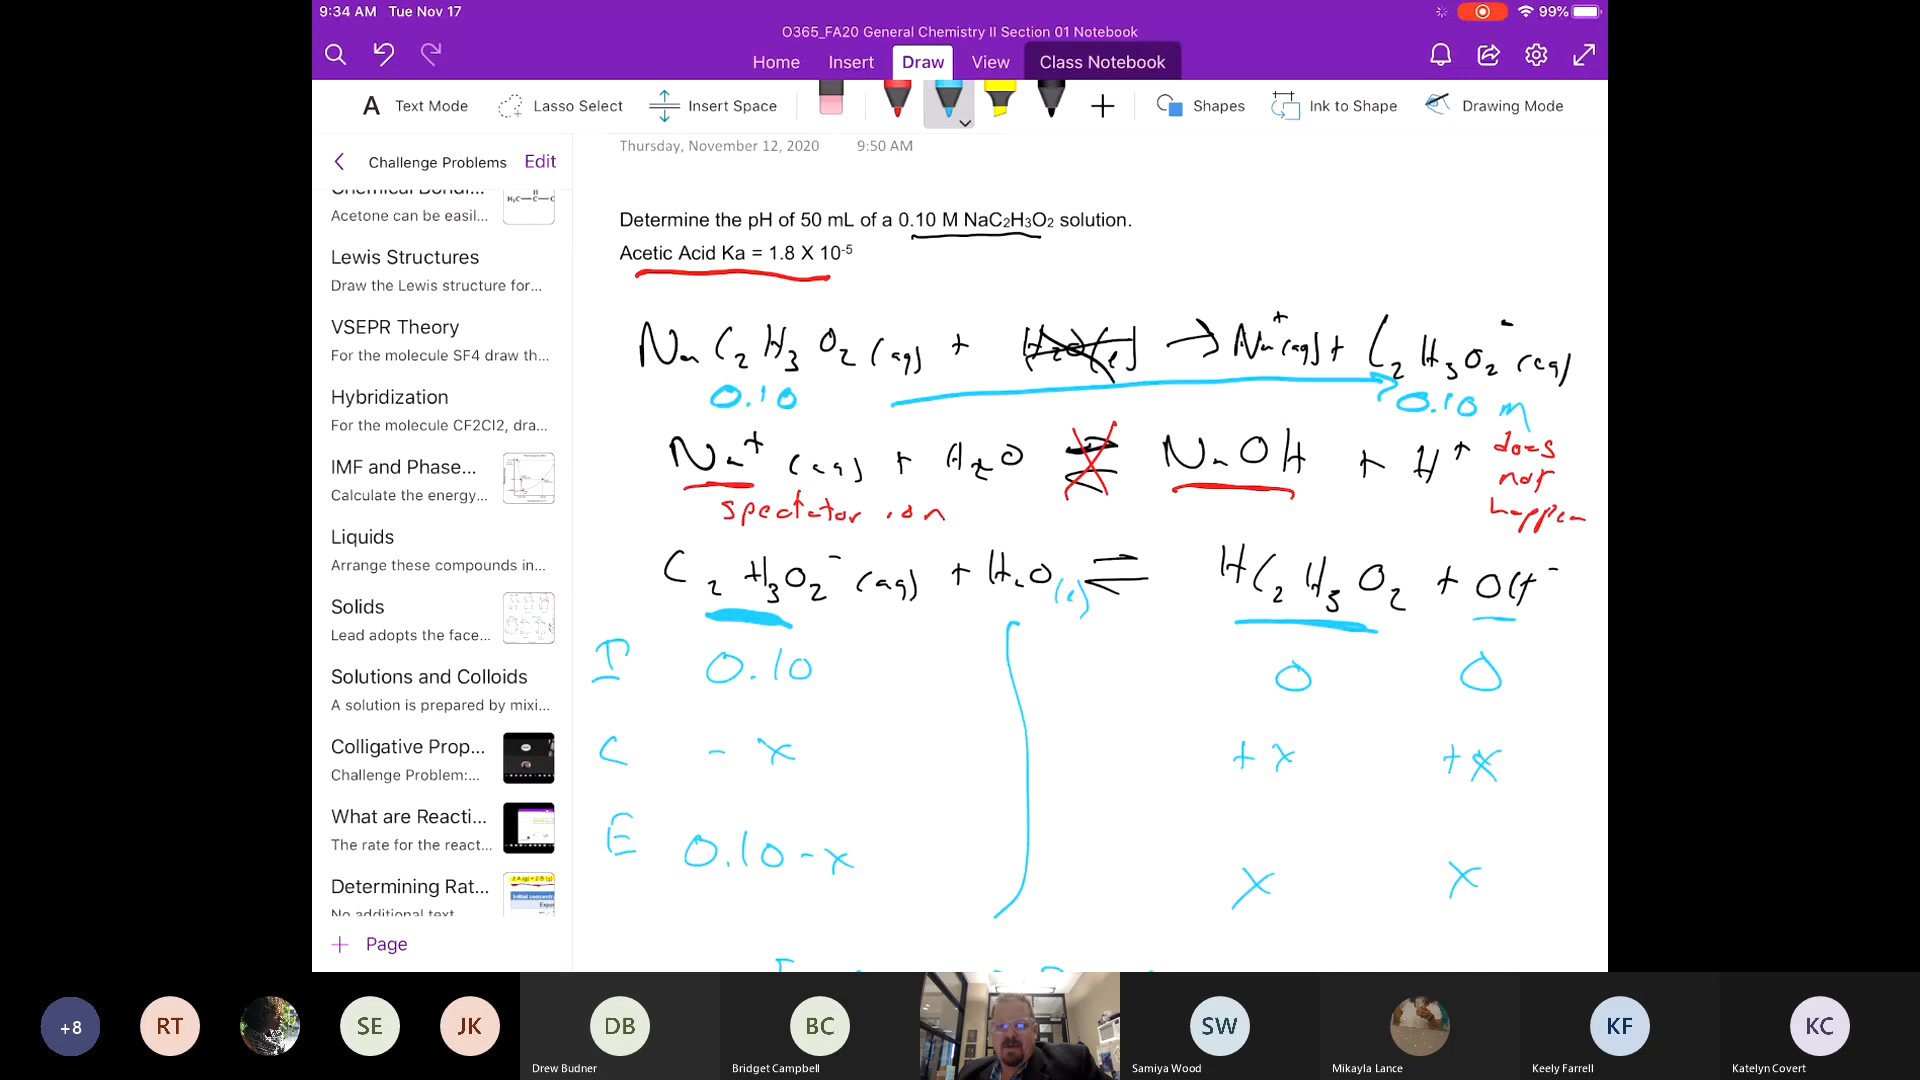 9:34 AM Tue Nov 17
99%
O365_FA20 General Chemistry II Section 01 Notebook
Home Insert Draw View Class Notebook
A Text Mode Lasso Select Insert Space Shapes Ink to Shape Drawing Mode
Challenge Problems Edit
Acetone can be easil...
Lewis Structures
Draw the Lewis structure for...
VSEPR Theory
For the molecule SF4 draw th...
Hybridization
For the molecule CF2Cl2, dra...
IMF and Phase...
Calculate the energy...
Liquids
Arrange these compounds in...
Solids
Lead adopts the face...
Solutions and Colloids
A solution is prepared by mixi...
Colligative Prop...
Challenge Problem:...
What are Reacti...
The rate for the react...
Determining Rat...
No additional text
+ Page
Thursday, November 12, 2020 9:50 AM
Determine the pH of 50 mL of a 0.10 M NaC₂H₃O₂ solution.
Acetic Acid Ka = 1.8 X 10⁻⁵
NaC₂H₃O₂(aq) + H₂O(l) → Na⁺(aq) + C₂H₃O₂⁻(aq)
0.10 0.10 M
Na⁺(aq) + H₂O ⇌ NaOH + H⁺ does
not
happen
spectator ion
C₂H₃O₂⁻(aq) + H₂O(l) ⇌ HC₂H₃O₂ + OH⁻
I 0.10 0 0
C - x + x + x
E 0.10 - x x x
+8 RT SE JK DB BC SW KF KC
Drew Budner Bridget Campbell Samiya Wood Mikayla Lance Keely Farrell Katelyn Covert